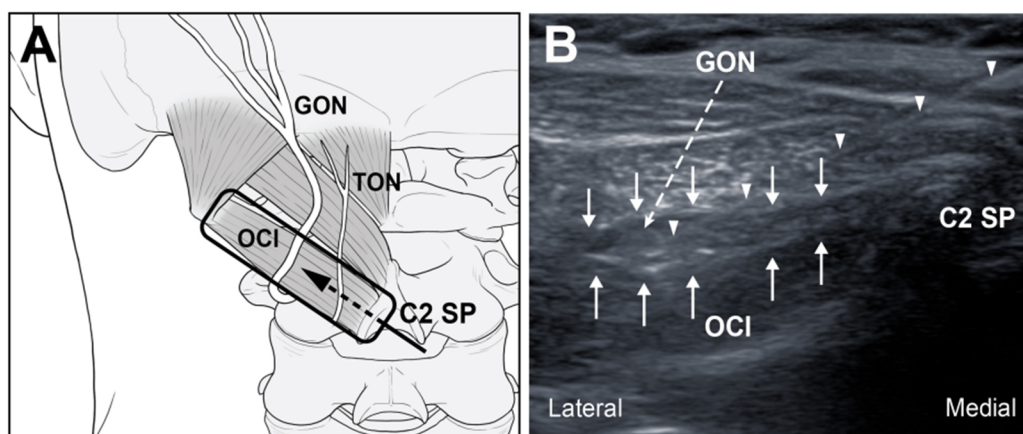 A
GON
TON
OCI
C2 SP
B
GON
C2 SP
OCI
Lateral
Medial